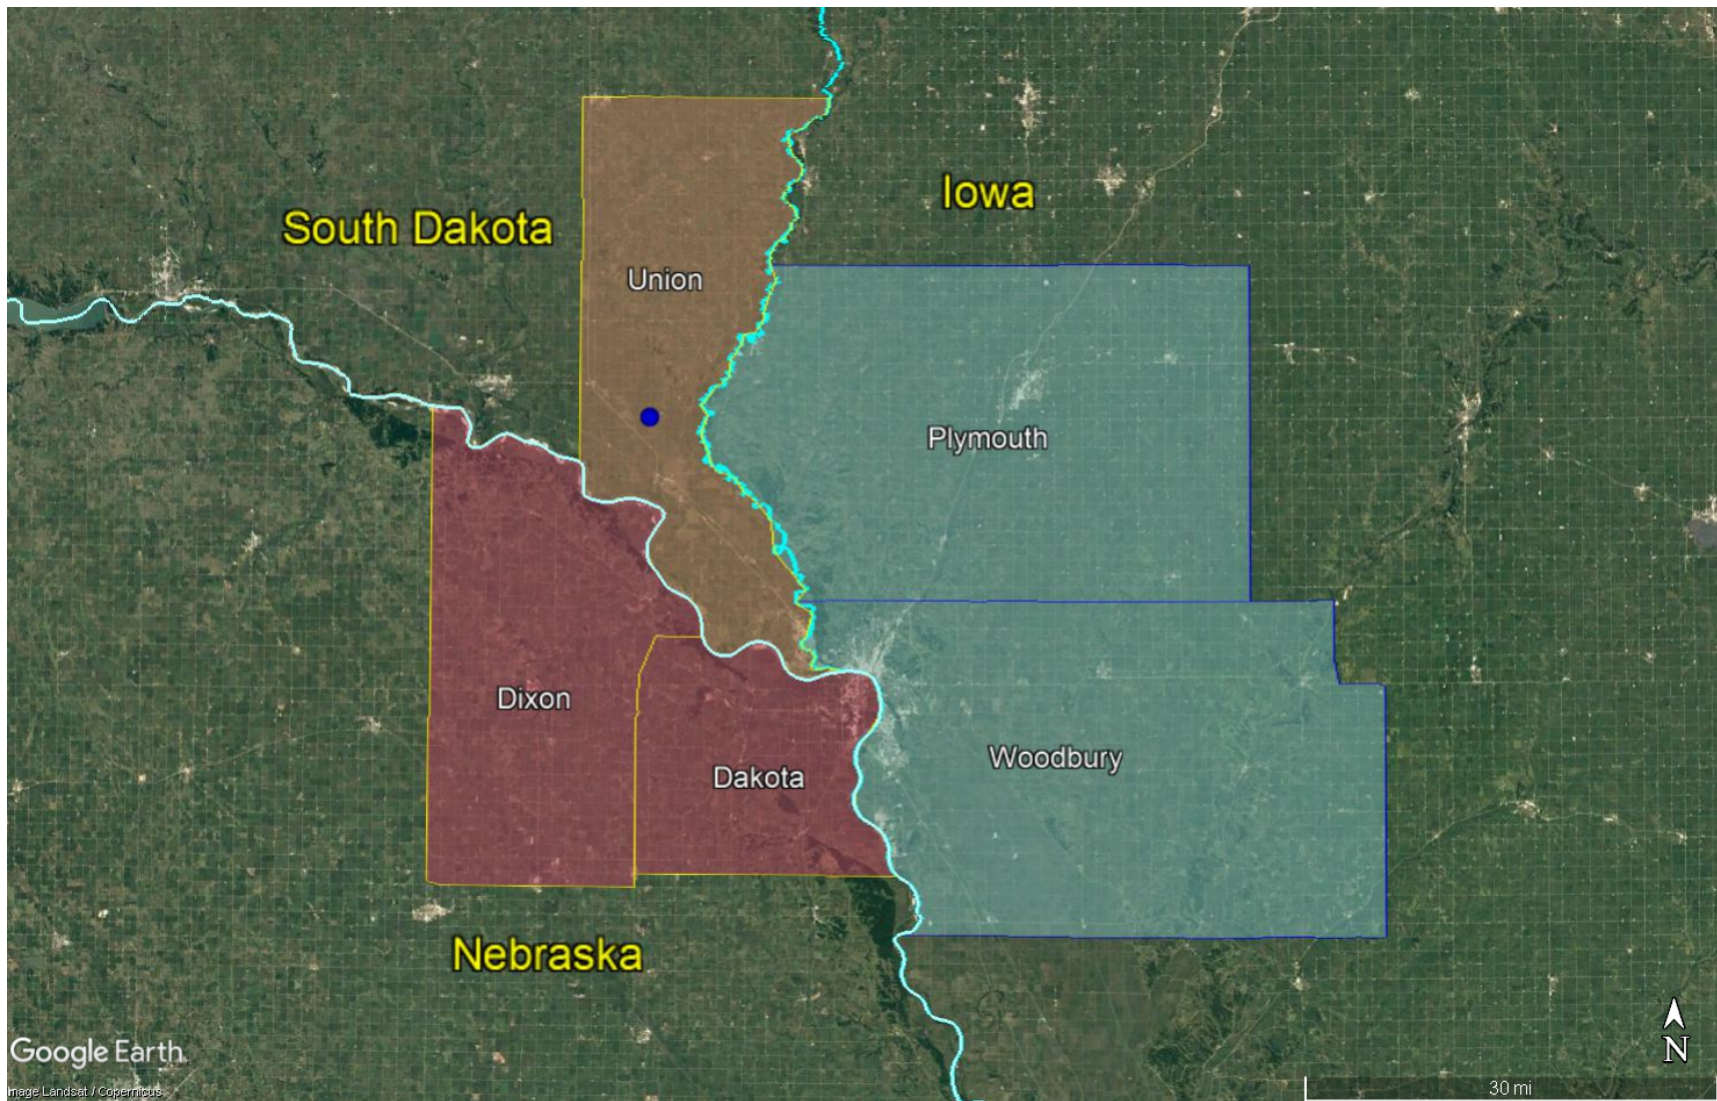 Iowa
South Dakota
Union
Plymouth
Dixon
Woodbury
Dakota
Nebraska
Google Earth
N
Image Landsat / Copernicus
30 mi